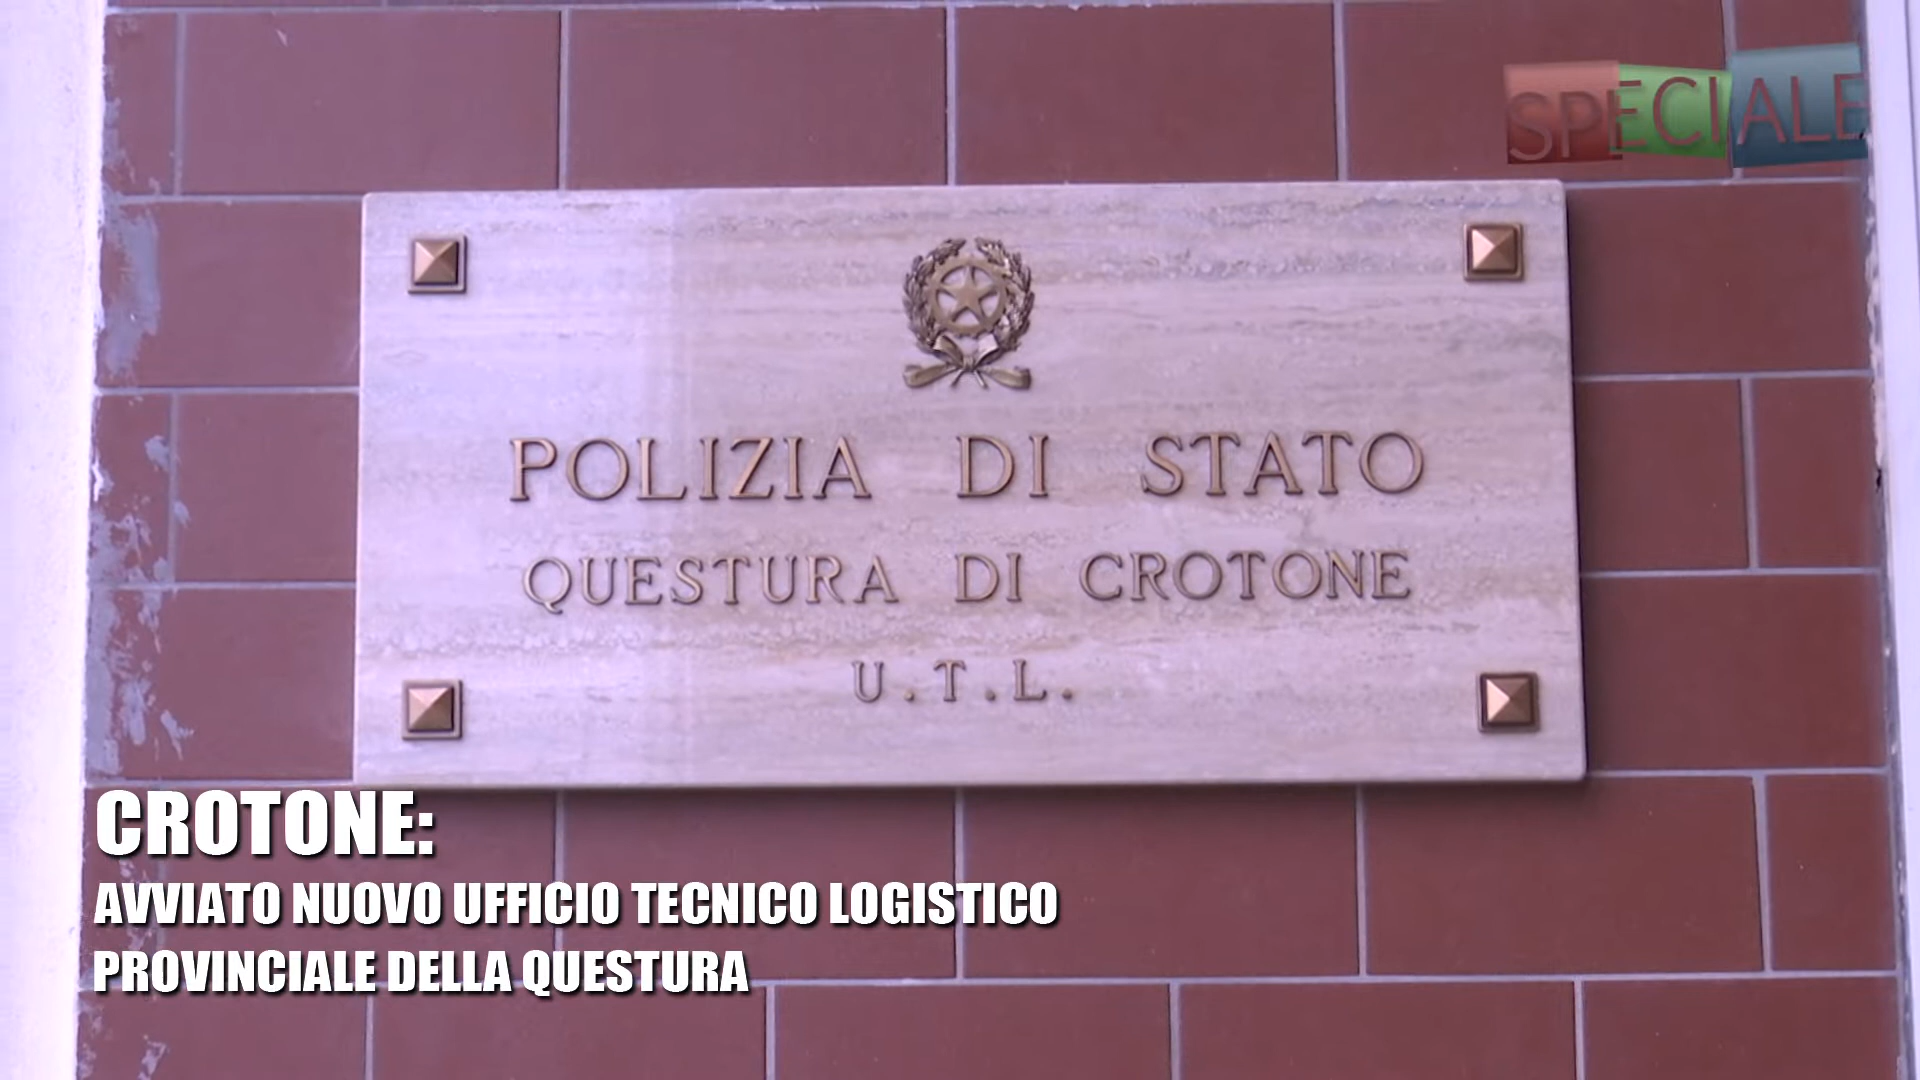 SPECIALE
POLIZIA DI STATO
QUESTURA DI CROTONE
U.T.L.
CROTONE:
AVVIATO NUOVO UFFICIO TECNICO LOGISTICO
PROVINCIALE DELLA QUESTURA